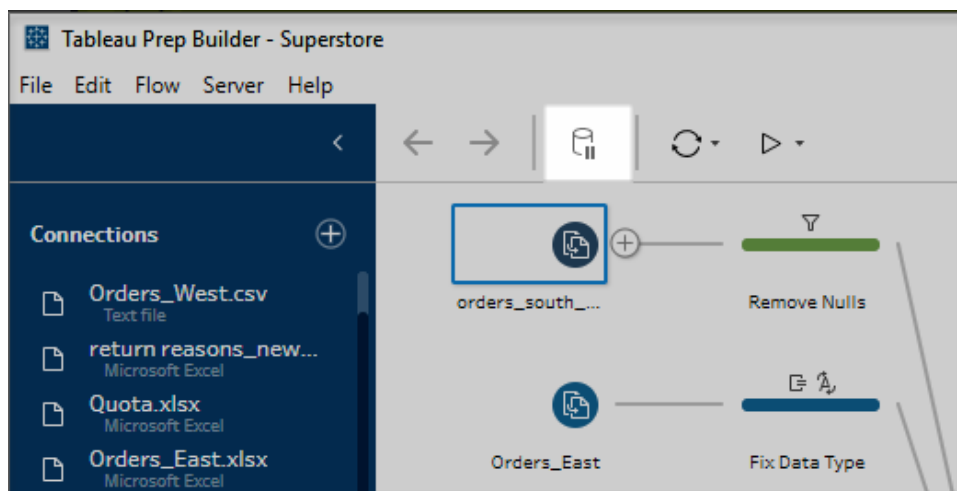 Tableau Prep Builder - Superstore
File Edit Flow Server Help
Connections
Orders_West.csv
Text file
return reasons_new...
Microsoft Excel
Quota.xlsx
Microsoft Excel
Orders_East.xlsx
Microsoft Excel
orders_south_...
Remove Nulls
Orders_East
Fix Data Type